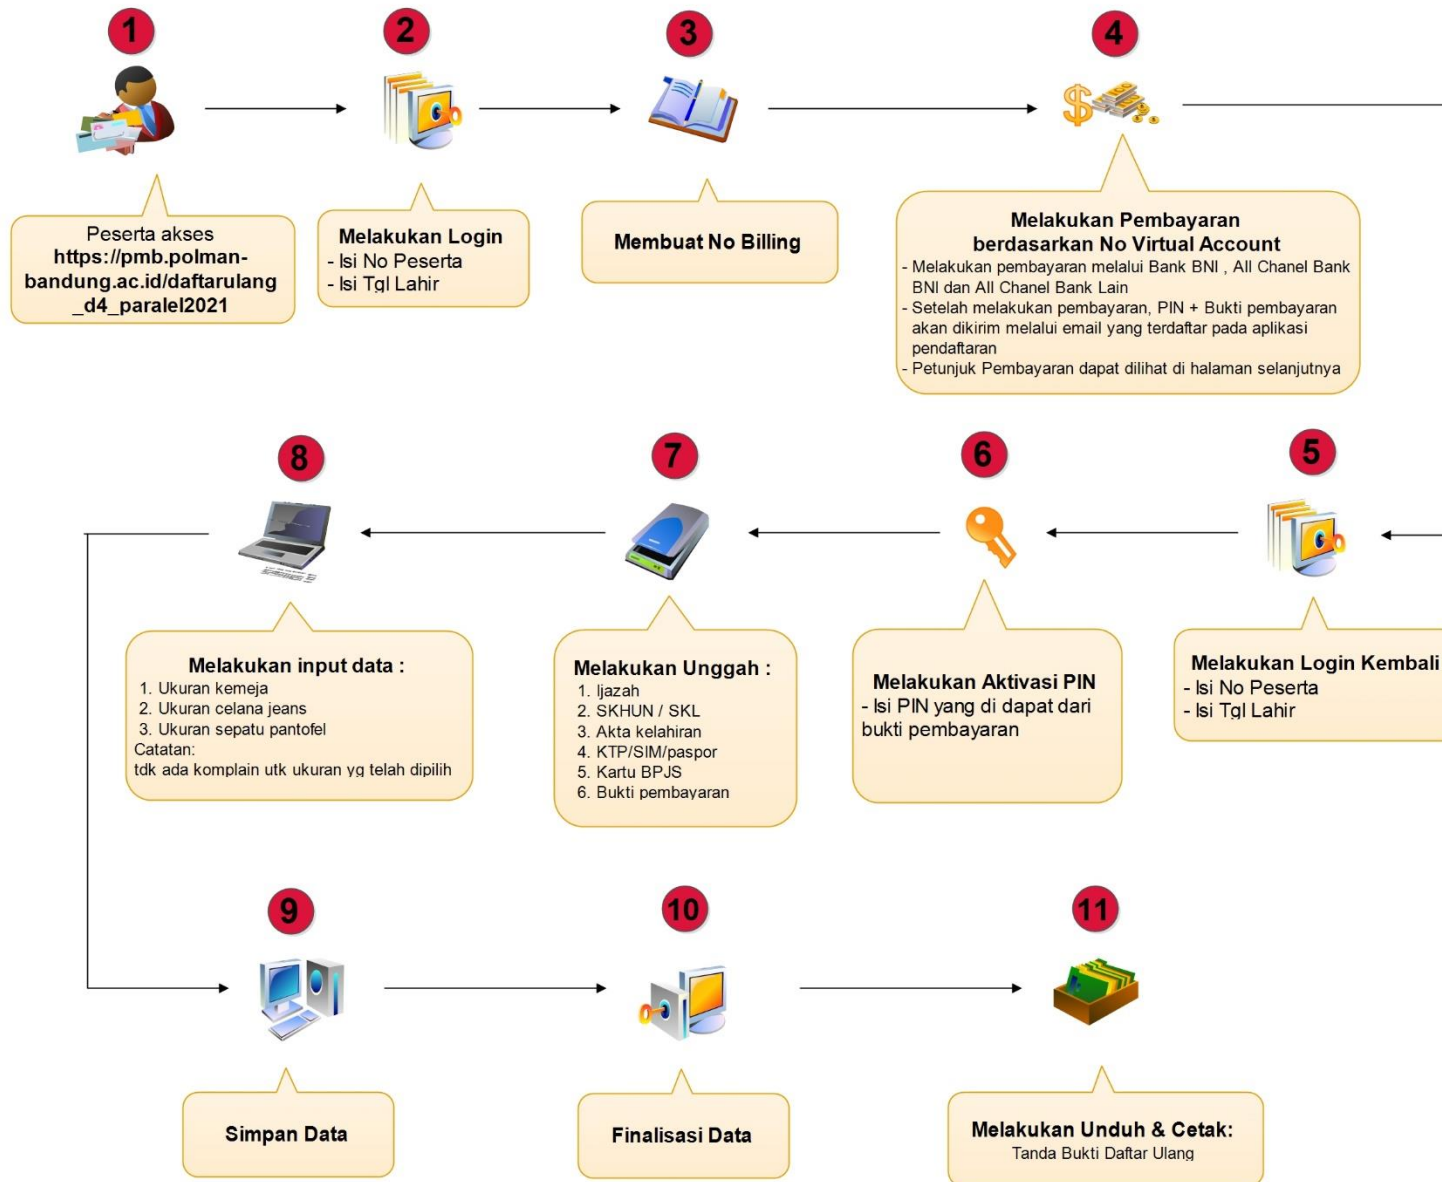 1
2
3
4
Peserta akses
https://pmb.polman-
bandung.ac.id/daftarulang
_d4_paralel2021
Melakukan Login
- Isi No Peserta
- Isi Tgl Lahir
Membuat No Billing
Melakukan Pembayaran
berdasarkan No Virtual Account
- Melakukan pembayaran melalui Bank BNI , All Chanel Bank
BNI dan All Chanel Bank Lain
- Setelah melakukan pembayaran, PIN + Bukti pembayaran
akan dikirim melalui email yang terdaftar pada aplikasi
pendaftaran
- Petunjuk Pembayaran dapat dilihat di halaman selanjutnya
8
7
6
5
Melakukan input data :
1. Ukuran kemeja
2. Ukuran celana jeans
3. Ukuran sepatu pantofel
Catatan:
tdk ada komplain utk ukuran yg telah dipilih
Melakukan Unggah :
1. Ijazah
2. SKHUN / SKL
3. Akta kelahiran
4. KTP/SIM/paspor
5. Kartu BPJS
6. Bukti pembayaran
Melakukan Aktivasi PIN
- Isi PIN yang di dapat dari
bukti pembayaran
Melakukan Login Kembali
- Isi No Peserta
- Isi Tgl Lahir
9
10
11
Simpan Data
Finalisasi Data
Melakukan Unduh & Cetak:
Tanda Bukti Daftar Ulang